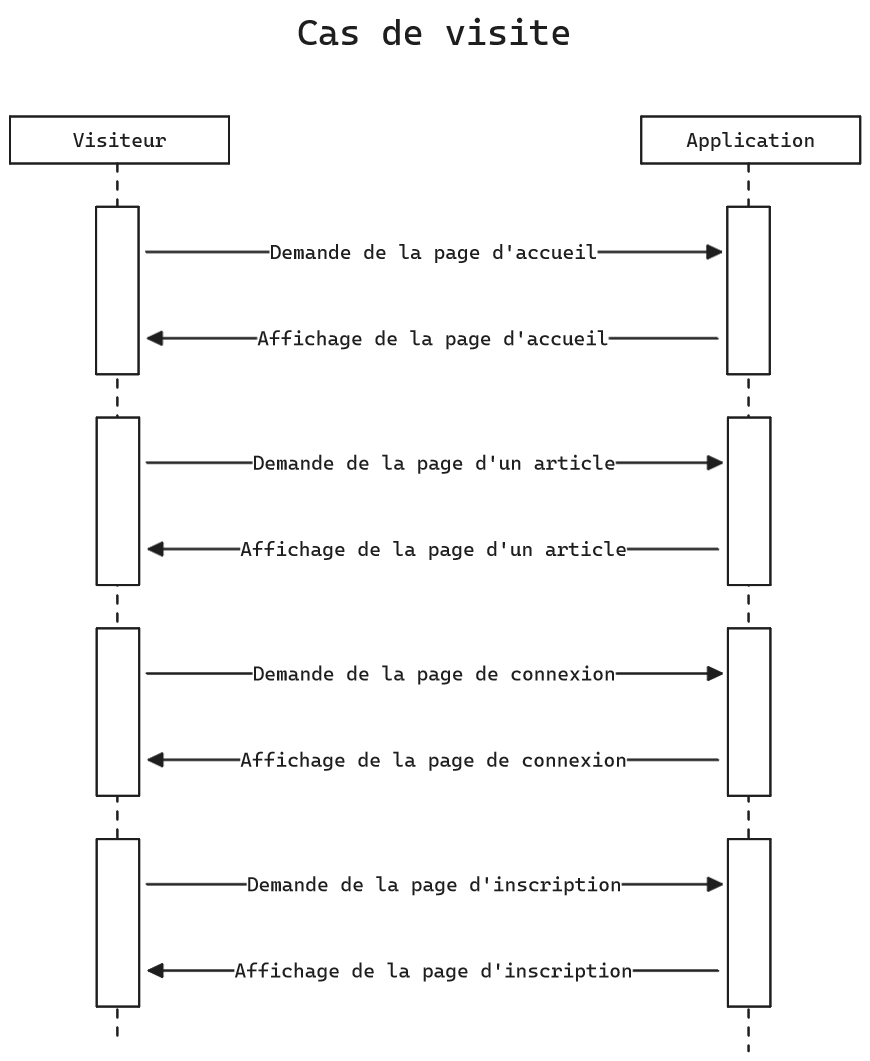 Cas de visite
Visiteur
Application
Demande de la page d'accueil
Affichage de la page d'accueil
Demande de la page d'un article
Affichage de la page d'un article
Demande de la page de connexion
Affichage de la page de connexion
Demande de la page d'inscription
Affichage de la page d'inscription